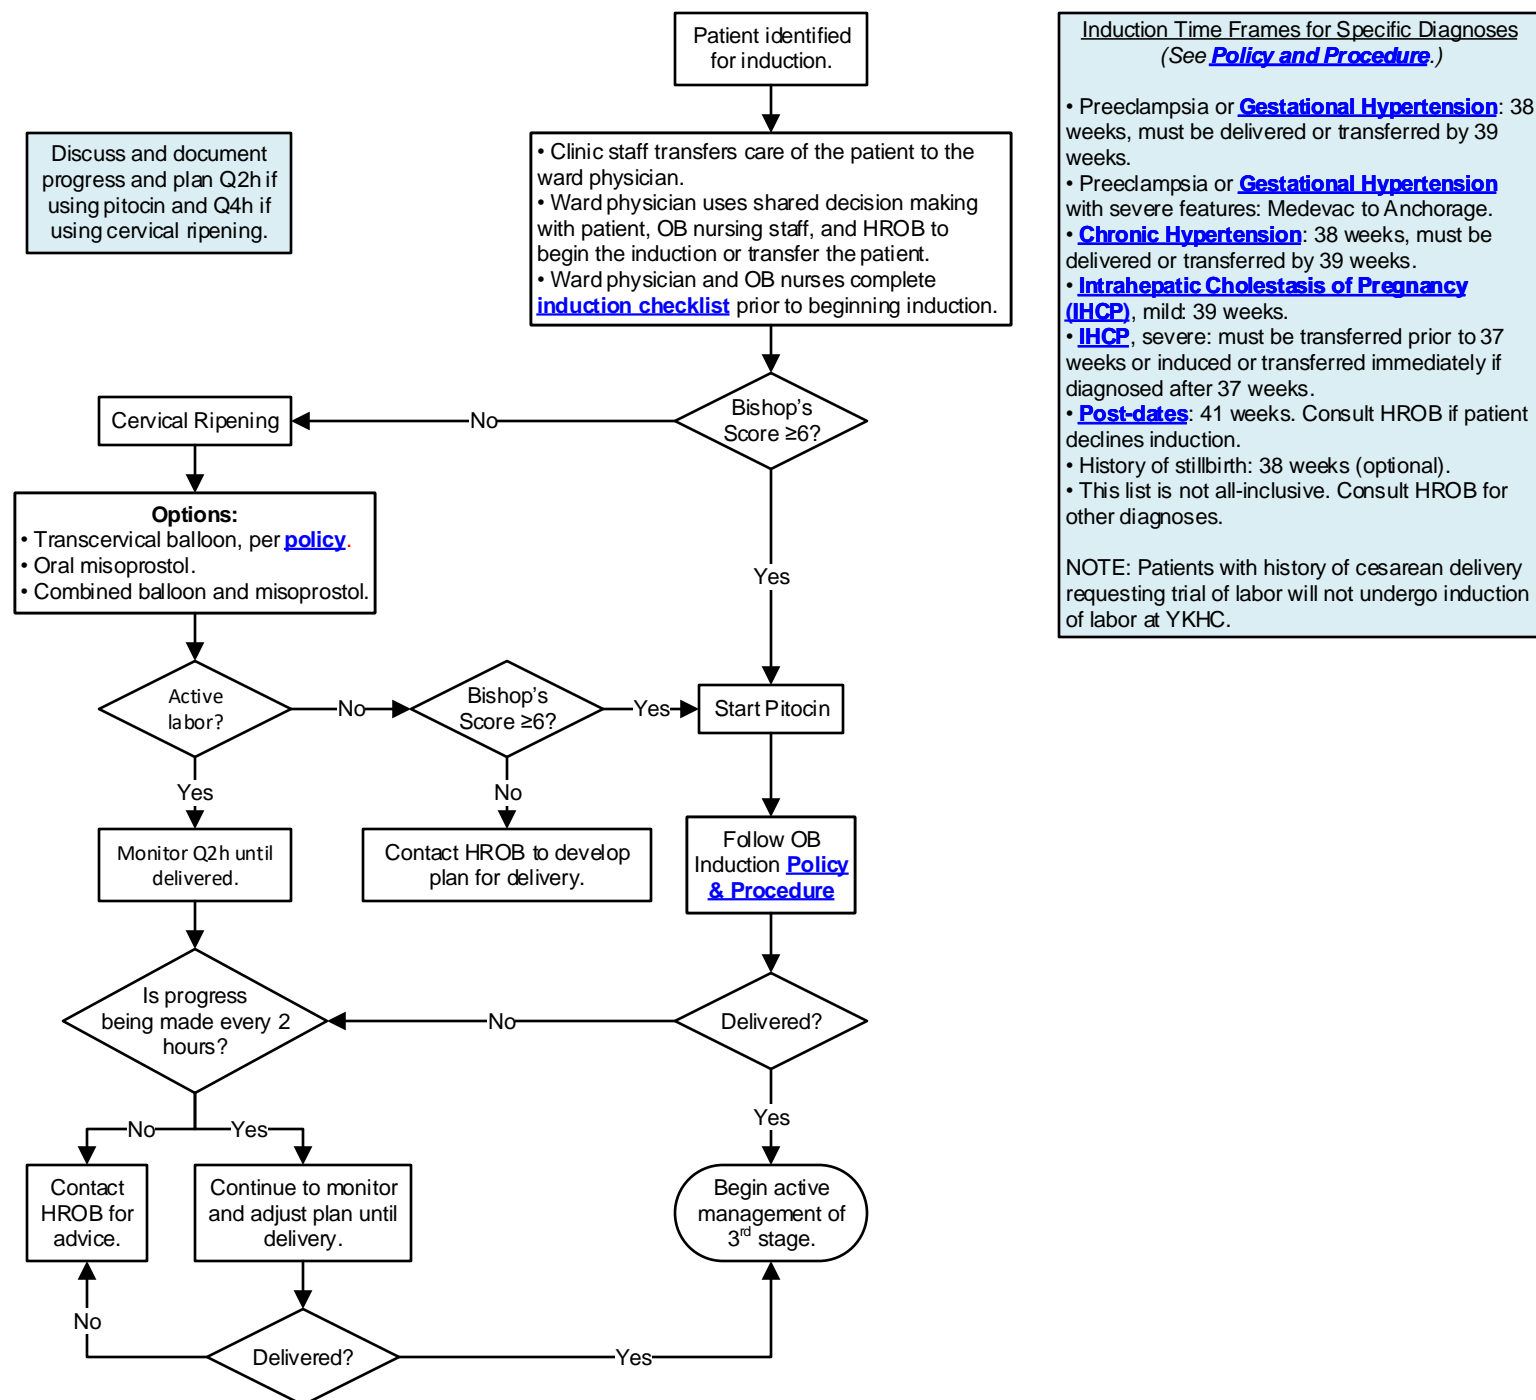 Patient identified
for induction.
Discuss and document
progress and plan Q2h if
using pitocin and Q4h if
using cervical ripening.
• Clinic staff transfers care of the patient to the
ward physician.
• Ward physician uses shared decision making
with patient, OB nursing staff, and HROB to
begin the induction or transfer the patient.
• Ward physician and OB nurses complete
induction checklist prior to beginning induction.
Induction Time Frames for Specific Diagnoses
(See Policy and Procedure.)
• Preeclampsia or Gestational Hypertension: 38
weeks, must be delivered or transferred by 39
weeks.
• Preeclampsia or Gestational Hypertension
with severe features: Medevac to Anchorage.
• Chronic Hypertension: 38 weeks, must be
delivered or transferred by 39 weeks.
• Intrahepatic Cholestasis of Pregnancy
(IHCP), mild: 39 weeks.
• IHCP, severe: must be transferred prior to 37
weeks or induced or transferred immediately if
diagnosed after 37 weeks.
• Post-dates: 41 weeks. Consult HROB if patient
declines induction.
• History of stillbirth: 38 weeks (optional).
• This list is not all-inclusive. Consult HROB for
other diagnoses.
NOTE: Patients with history of cesarean delivery
requesting trial of labor will not undergo induction
of labor at YKHC.
Bishop's
Score ≥6?
No
Cervical Ripening
Options:
• Transcervical balloon, per policy.
• Oral misoprostol.
• Combined balloon and misoprostol.
Yes
Active
labor?
No
Bishop's
Score ≥6?
Yes
Start Pitocin
Yes
No
Monitor Q2h until
delivered.
Contact HROB to develop
plan for delivery.
Follow OB
Induction Policy
& Procedure
Is progress
being made every 2
hours?
No
Delivered?
Yes
No
Yes
Contact
HROB for
advice.
Continue to monitor
and adjust plan until
delivery.
Begin active
management of
3rd stage.
No
Delivered?
Yes